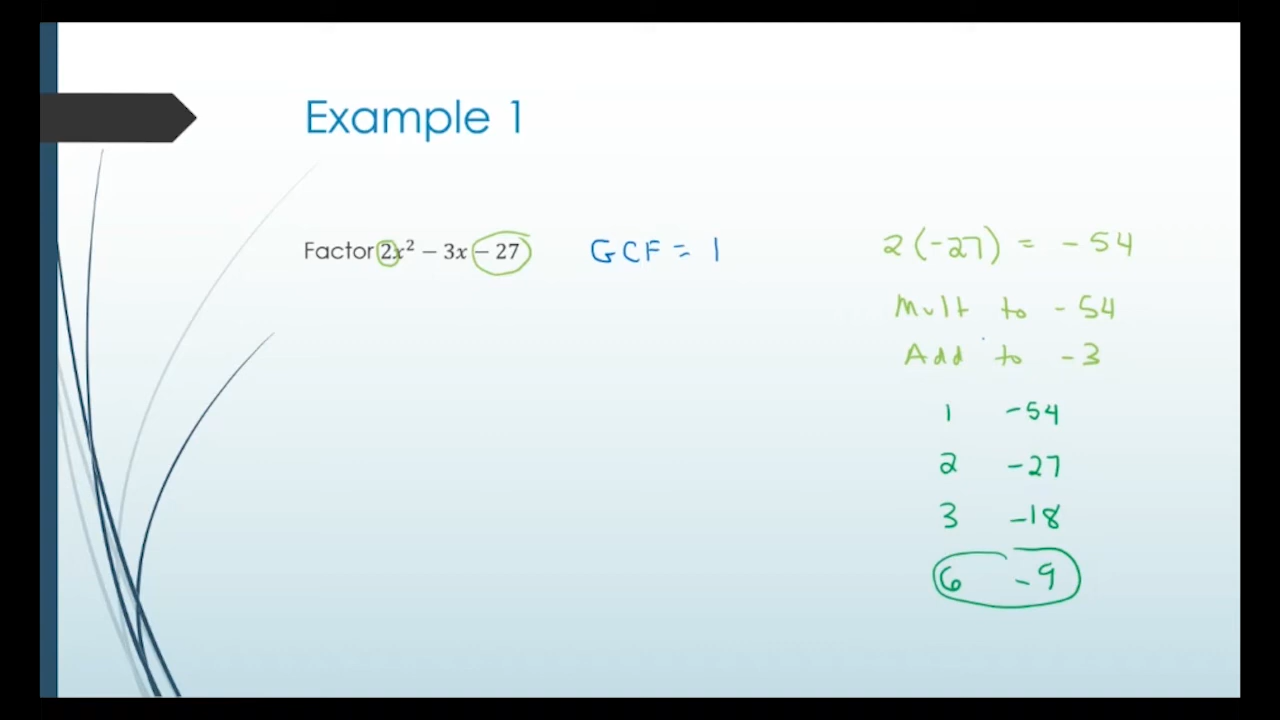 Example 1
Factor 2x² − 3x − 27
GCF = 1
2(-27) = -54
Mult to -54
Add to -3
1 -54
2 -27
3 -18
6 -9